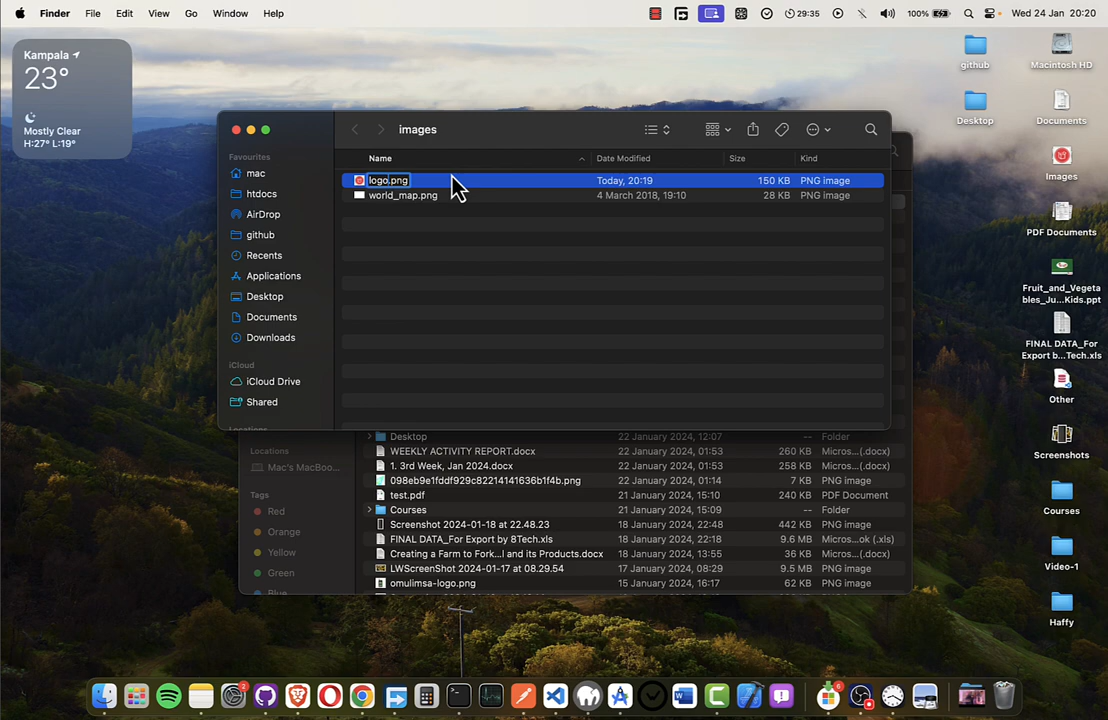 Finder File Edit View Go Window Help 29:35 100% Wed 24 Jan 20:20
Kampala
23°
Mostly Clear
H:27° L:19°
github
Macintosh HD
Desktop
Documents
Images
PDF Documents
Fruit_and_Vegeta
bles_Ju...Kids.ppt
FINAL DATA_For
Export b...Tech.xls
Other
Screenshots
Courses
Video-1
Haffy
images
Favourites
mac
htdocs
AirDrop
github
Recents
Applications
Desktop
Documents
Downloads
iCloud
iCloud Drive
Shared
Locations
Name Date Modified Size Kind
logo.png Today, 20:19 150 KB PNG image
world_map.png 4 March 2018, 19:10 28 KB PNG image
Locations
Mac's MacBoo...
Tags
Red
Orange
Yellow
Green
Blue
Desktop 22 January 2024, 12:07 -- Folder
WEEKLY ACTIVITY REPORT.docx 22 January 2024, 01:53 260 KB Micros...(.docx)
1. 3rd Week, Jan 2024.docx 22 January 2024, 01:53 258 KB Micros...(.docx)
098eb9e1fddf929c82214141636b1f4b.png 22 January 2024, 01:14 7 KB PNG image
test.pdf 21 January 2024, 15:10 240 KB PDF Document
Courses 21 January 2024, 15:09 -- Folder
Screenshot 2024-01-18 at 22.48.23 18 January 2024, 22:48 442 KB PNG image
FINAL DATA_For Export by 8Tech.xls 18 January 2024, 22:18 9.6 MB Micros...ok (.xls)
Creating a Farm to Fork...l and its Products.docx 18 January 2024, 13:55 36 KB Micros...(.docx)
LWScreenShot 2024-01-17 at 08.29.54 17 January 2024, 08:29 9.5 MB PNG image
omulimsa-logo.png 15 January 2024, 16:17 62 KB PNG image